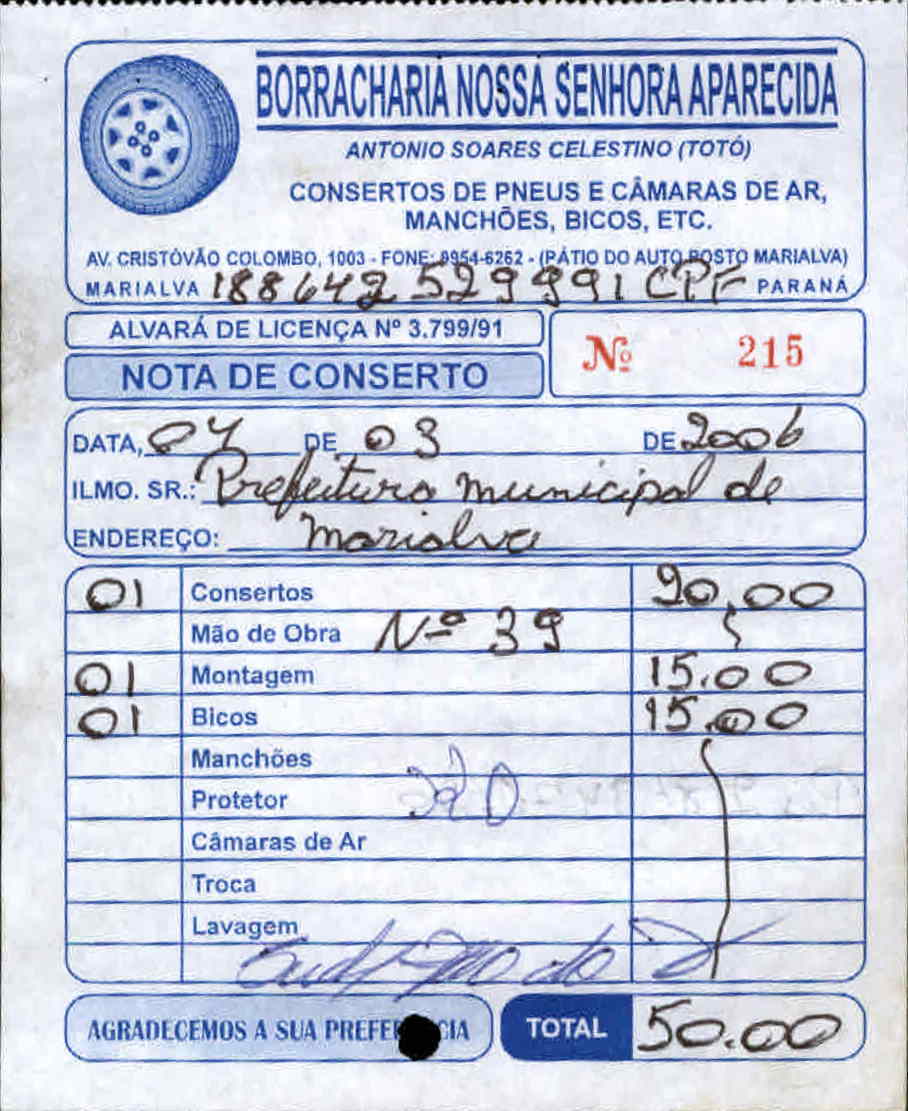 BORRACHARIA NOSSA SENHORA APARECIDA
ANTONIO SOARES CELESTINO (TOTÓ)
CONSERTOS DE PNEUS E CÂMARAS DE AR,
MANCHÕES, BICOS, ETC.
AV. CRISTÓVÃO COLOMBO, 1003 - FONE: 9954-6262 - (PÁTIO DO AUTO POSTO MARIALVA)
MARIALVA 188642529991 CPF PARANÁ
ALVARÁ DE LICENÇA Nº 3.799/91
Nº 215
NOTA DE CONSERTO
DATA, 07 DE 03 DE 2006
ILMO. SR.: Prefeitura municipal de
ENDEREÇO: marialva
01 Consertos 20,00
Mão de Obra Nº 39
01 Montagem 15.00
01 Bicos 15.00
Manchões
Protetor
Câmaras de Ar
Troca
Lavagem
AGRADECEMOS A SUA PREFERÊNCIA TOTAL 50.00